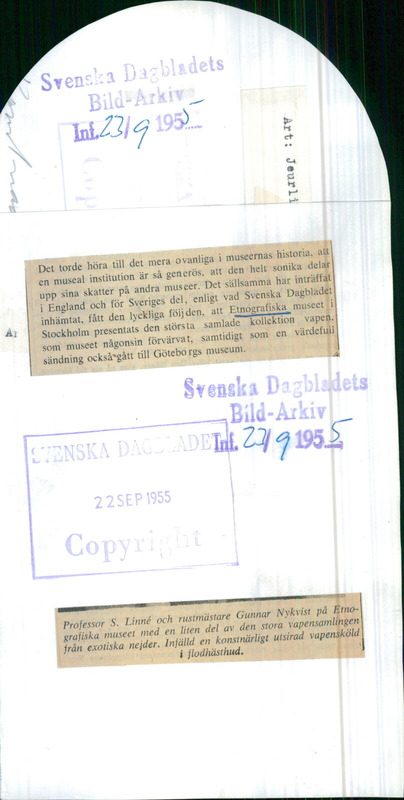 Svenska Dagbladets
Bild-Arkiv
Inf. 23/9 1955
Art: Jeurli
Det torde höra till det mera ovanliga i museernas historia, att
en museal institution är så generös, att den helt sonika delar
upp sina skatter på andra museer. Det sällsamma har inträffat
i England och för Sveriges del, enligt vad Svenska Dagbladet
inhämtat, fått den lyckliga följden, att Etnografiska museet i
Stockholm presentats den största samlade kollektion vapen,
som museet någonsin förvärvat, samtidigt som en värdefull
sändning också gått till Göteborgs museum.
Svenska Dagbladets
Bild-Arkiv
Inf. 23/9 1955
SVENSKA DAGBLADET
22 SEP 1955
Copyright
Professor S. Linné och rustmästare Gunnar Nykvist på Etno-
grafiska museet med en liten del av den stora vapensamlingen
från exotiska nejder. Infälld en konstnärligt utsirad vapensköld
i flodhästhud.